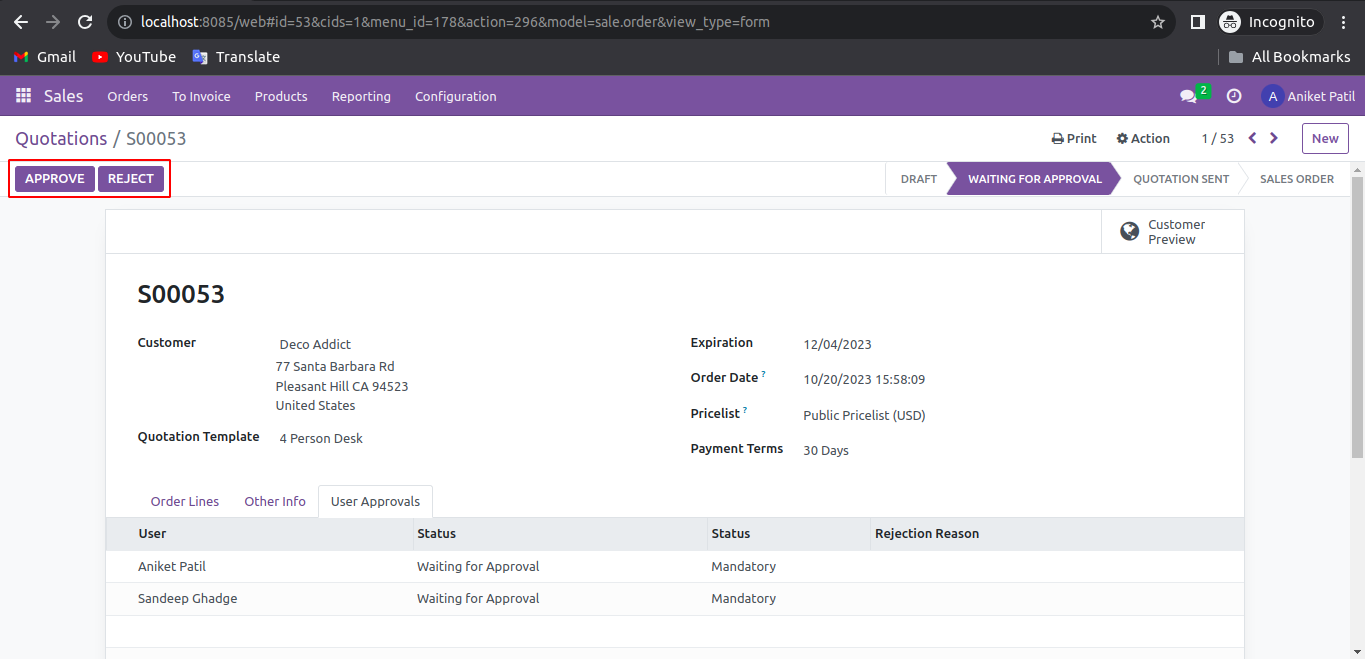 localhost:8085/web#id=53&cids=1&menu_id=178&action=296&model=sale.order&view_type=form
Incognito
Gmail YouTube Translate All Bookmarks
Sales Orders To Invoice Products Reporting Configuration 2 A Aniket Patil
Quotations / S00053 Print Action 1 / 53 New
APPROVE REJECT DRAFT WAITING FOR APPROVAL QUOTATION SENT SALES ORDER
Customer
Preview
S00053
Customer Deco Addict
77 Santa Barbara Rd
Pleasant Hill CA 94523
United States
Quotation Template 4 Person Desk
Expiration 12/04/2023
Order Date ? 10/20/2023 15:58:09
Pricelist ? Public Pricelist (USD)
Payment Terms 30 Days
Order Lines Other Info User Approvals
User Status Status Rejection Reason
Aniket Patil Waiting for Approval Mandatory
Sandeep Ghadge Waiting for Approval Mandatory